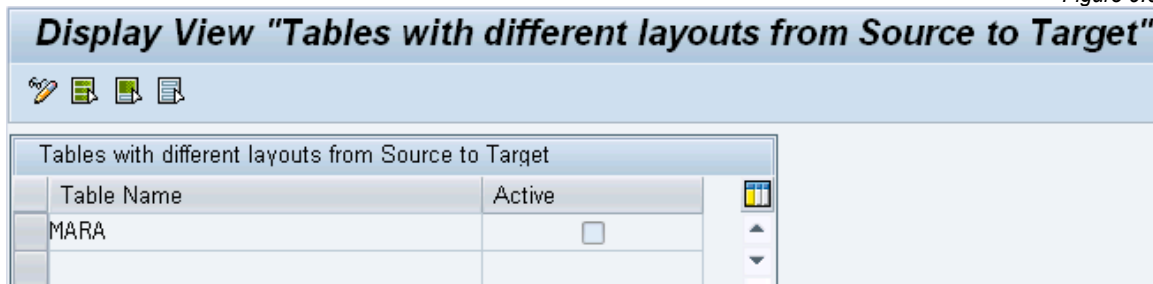 Display View "Tables with different layouts from Source to Target"
Tables with different layouts from Source to Target
Table Name Active
MARA